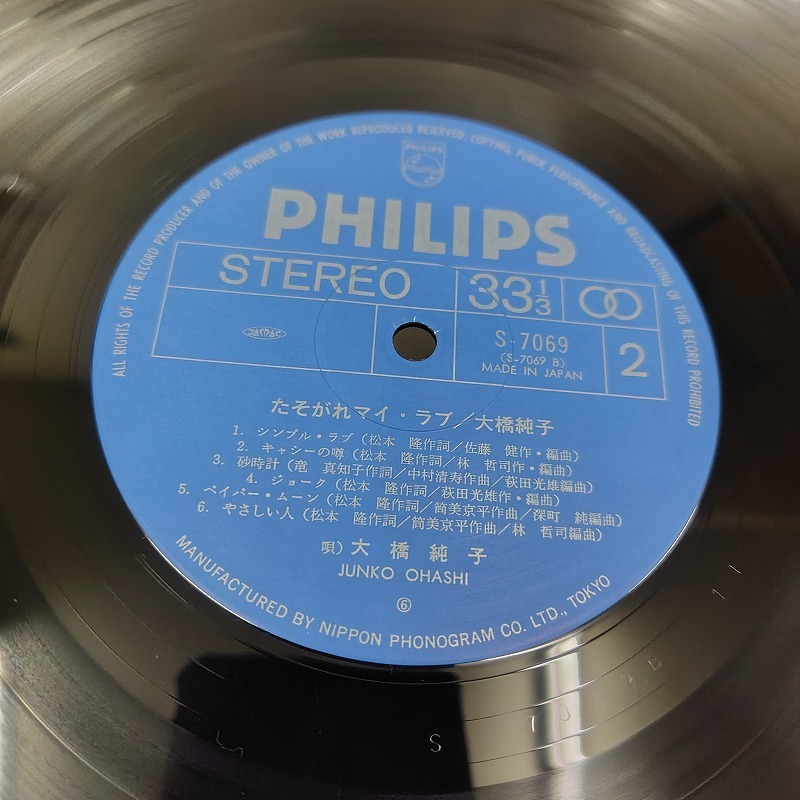 ALL RIGHTS OF THE RECORD PRODUCER AND OF THE OWNER OF THE WORK REPRODUCED RESERVED. COPYING, PUBLIC PERFORMANCE AND BROADCASTING OF THIS RECORD PROHIBITED
PHILIPS
PHILIPS
STEREO
33 1/3
JASRAC
S-7069
(S-7069 B)
MADE IN JAPAN
2
たそがれマイ・ラブ/大橋純子
1. シンプル・ラブ(松本 隆作詞/佐藤 健作・編曲)
2. キャシーの噂(松本 隆作詞/林 哲司作・編曲)
3. 砂時計(竜 真知子作詞/中村清寿作曲/萩田光雄編曲)
4. ジョーク(松本 隆作詞/萩田光雄作・編曲)
5. ペイパー・ムーン(松本 隆作詞/筒美京平作曲/深町 純編曲)
6. やさしい人(松本 隆作詞/筒美京平作曲/林 哲司編曲)
唄)大橋純子
JUNKO OHASHI
⑥
MANUFACTURED BY NIPPON PHONOGRAM CO. LTD., TOKYO